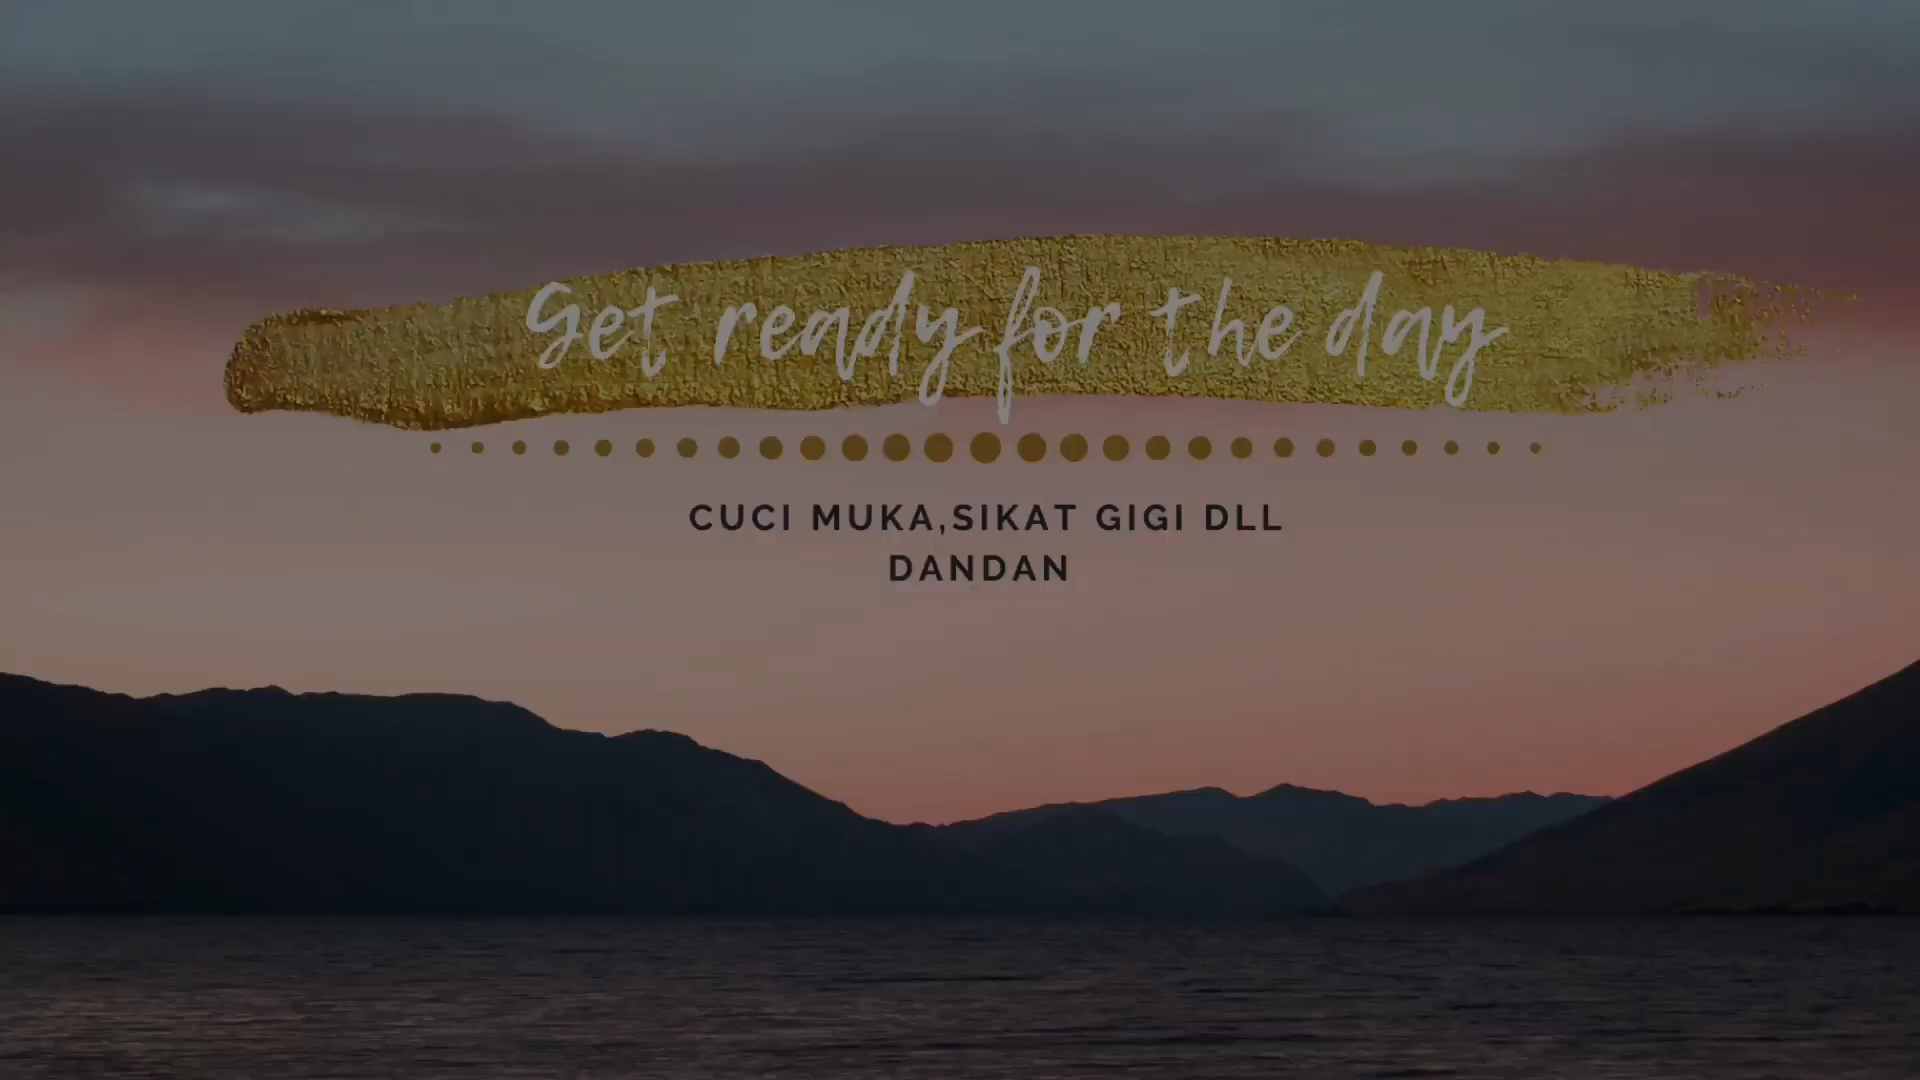 Get ready for the day
CUCI MUKA,SIKAT GIGI DLL
DANDAN